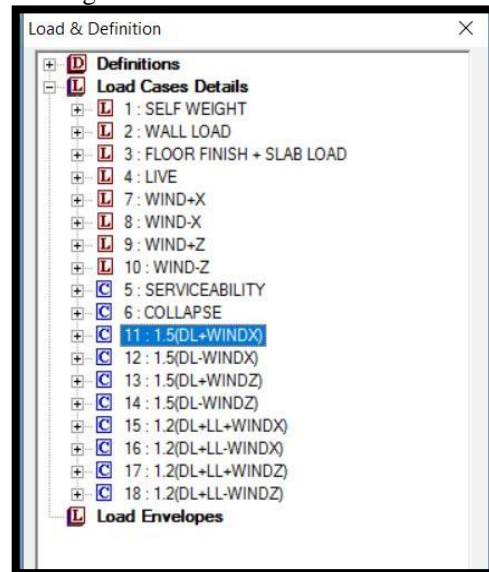 Load & Definition
D Definitions
L Load Cases Details
L 1 : SELF WEIGHT
L 2 : WALL LOAD
L 3 : FLOOR FINISH + SLAB LOAD
L 4 : LIVE
L 7 : WIND+X
L 8 : WIND-X
L 9 : WIND+Z
L 10 : WIND-Z
C 5 : SERVICEABILITY
C 6 : COLLAPSE
C 11 : 1.5(DL+WINDX)
C 12 : 1.5(DL-WINDX)
C 13 : 1.5(DL+WINDZ)
C 14 : 1.5(DL-WINDZ)
C 15 : 1.2(DL+LL+WINDX)
C 16 : 1.2(DL+LL-WINDX)
C 17 : 1.2(DL+LL+WINDZ)
C 18 : 1.2(DL+LL-WINDZ)
L Load Envelopes